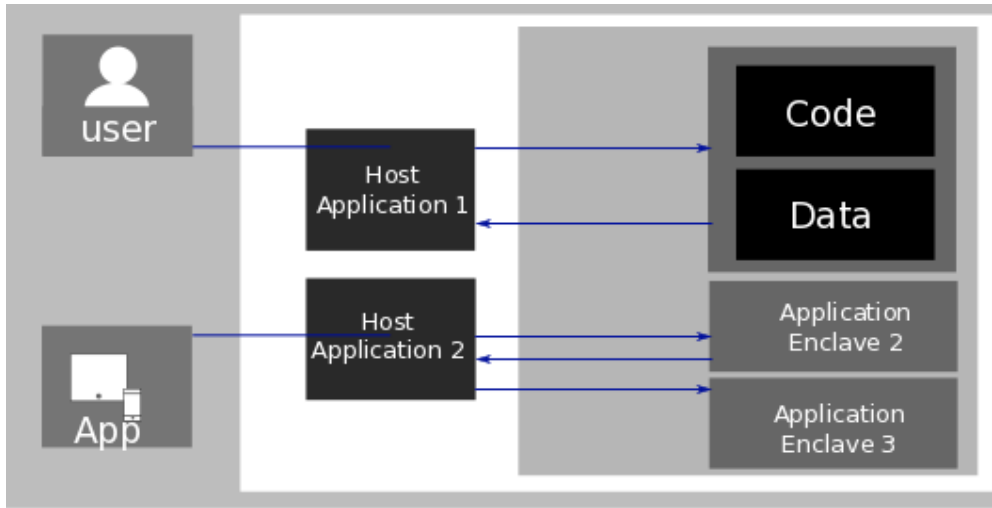 user
Host
Application 1
Code
Data
App
Host
Application 2
Application
Enclave 2
Application
Enclave 3